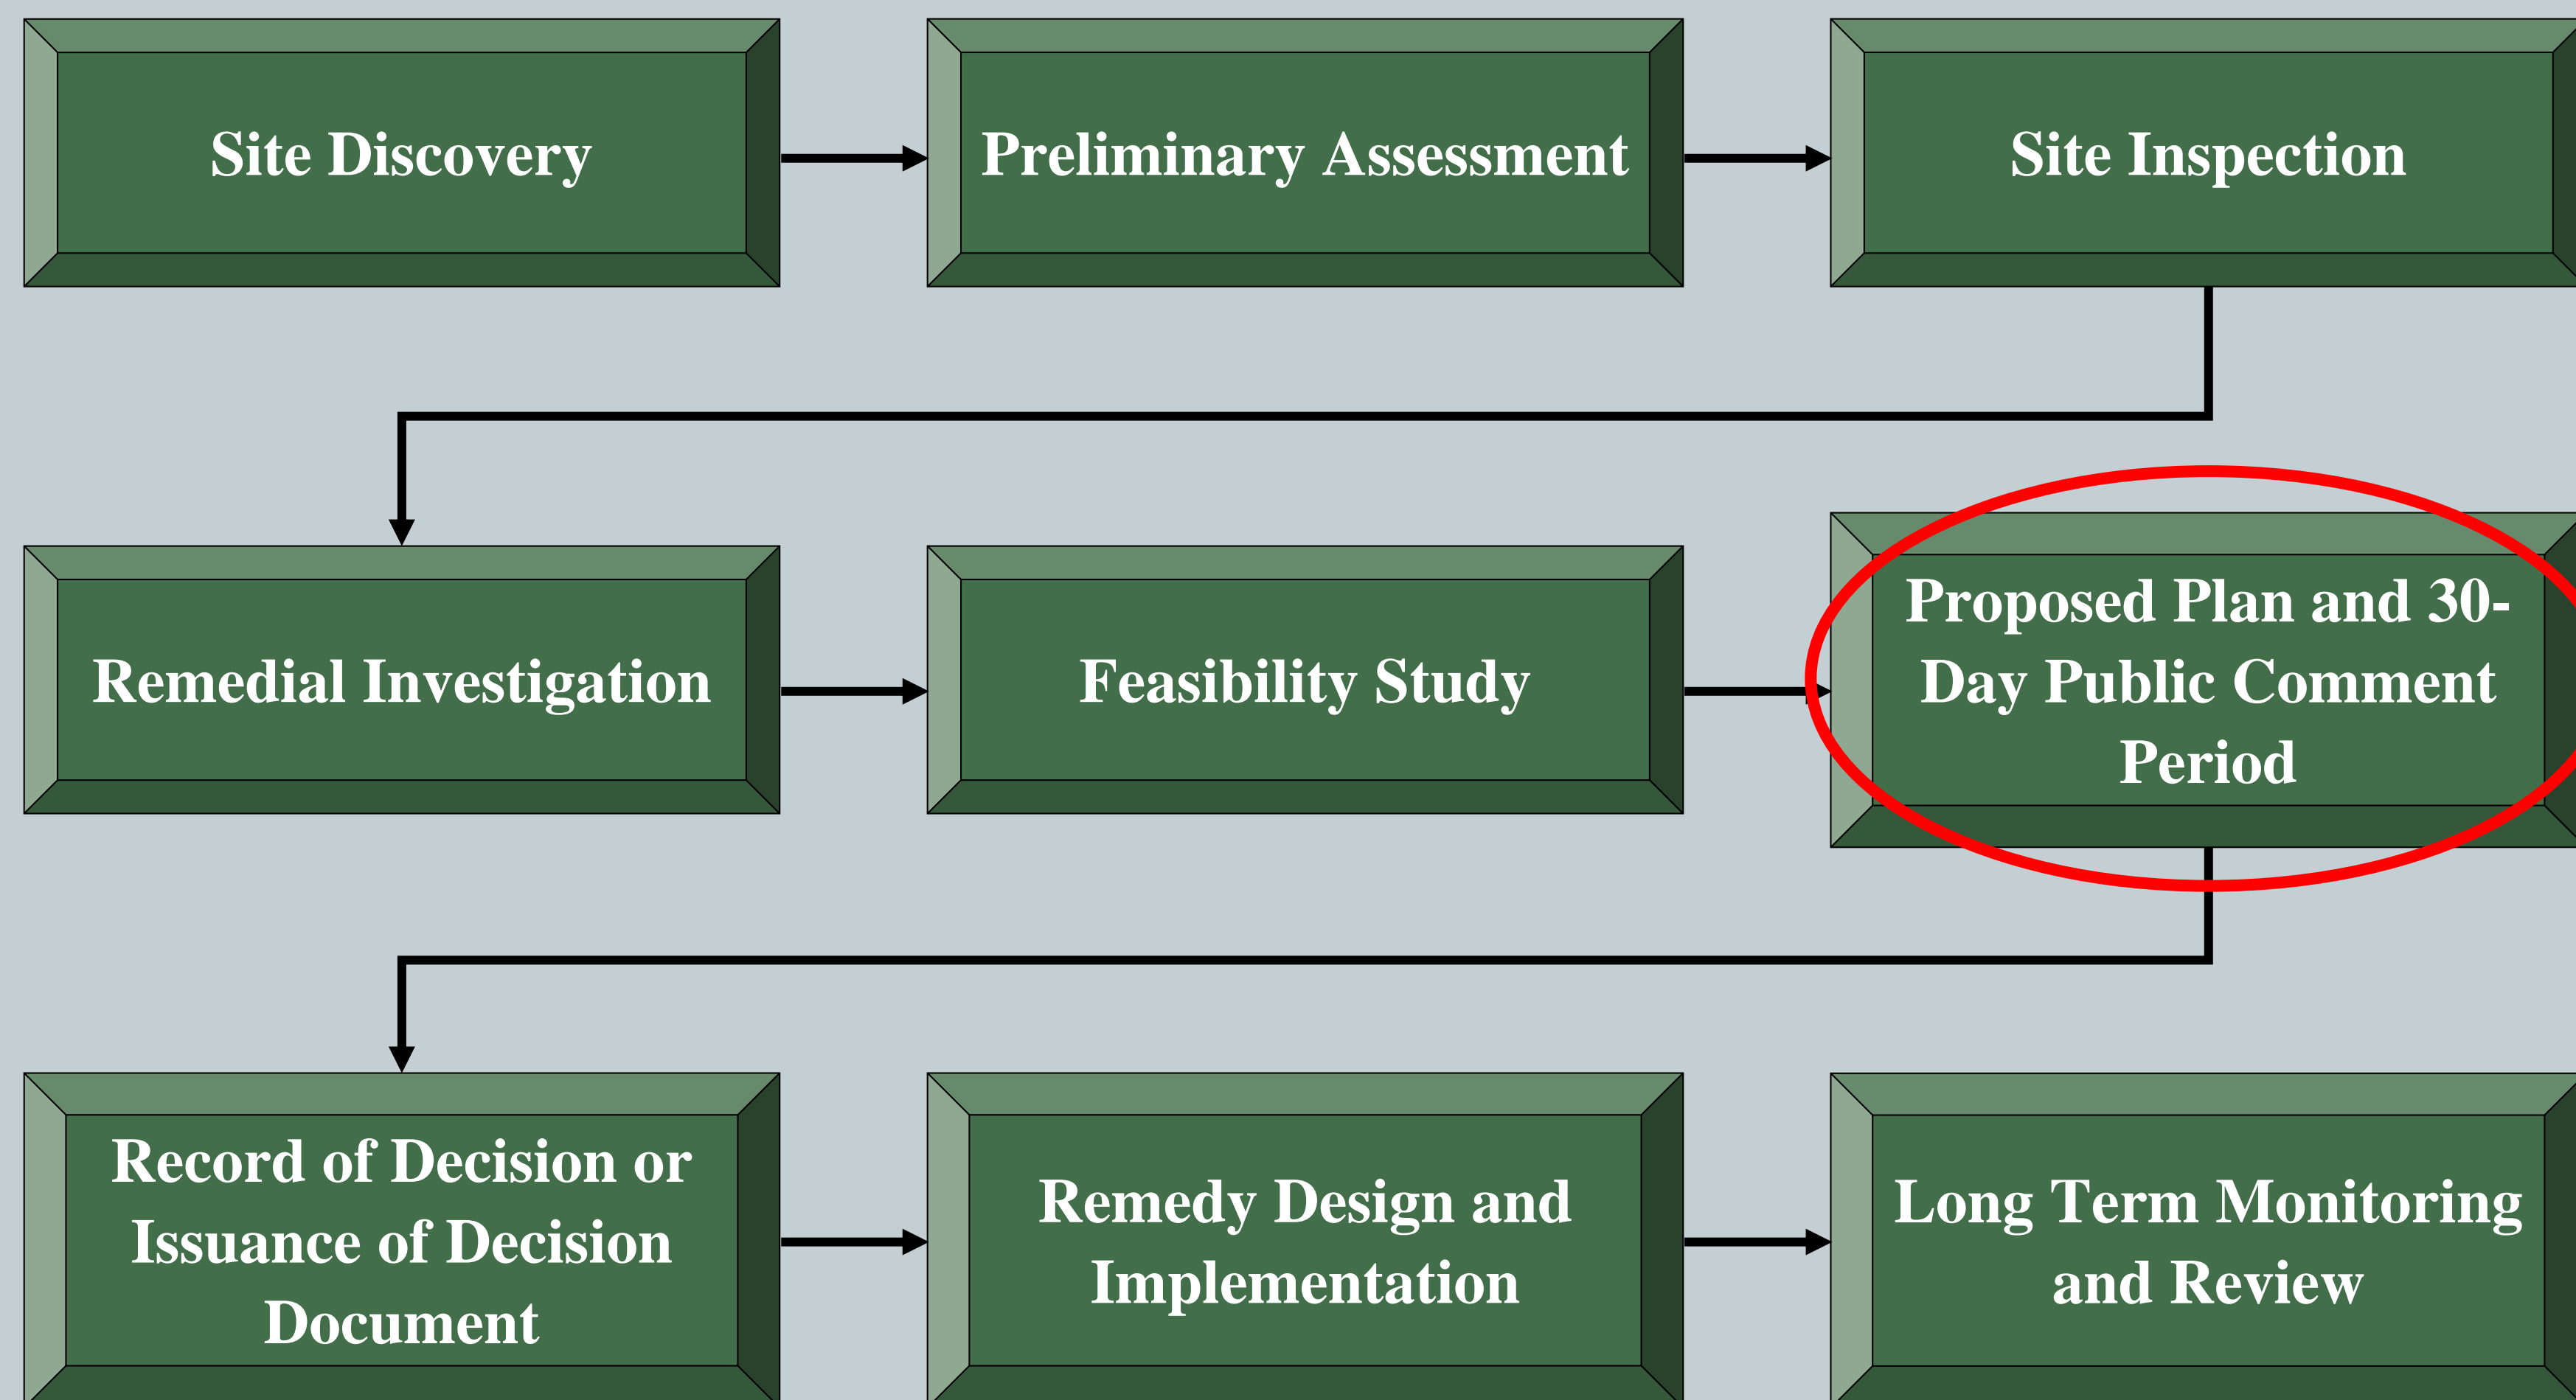 Site Discovery
Preliminary Assessment
Site Inspection
Remedial Investigation
Feasibility Study
Proposed Plan and 30-
Day Public Comment
Period
Record of Decision or
Issuance of Decision
Document
Remedy Design and
Implementation
Long Term Monitoring
and Review